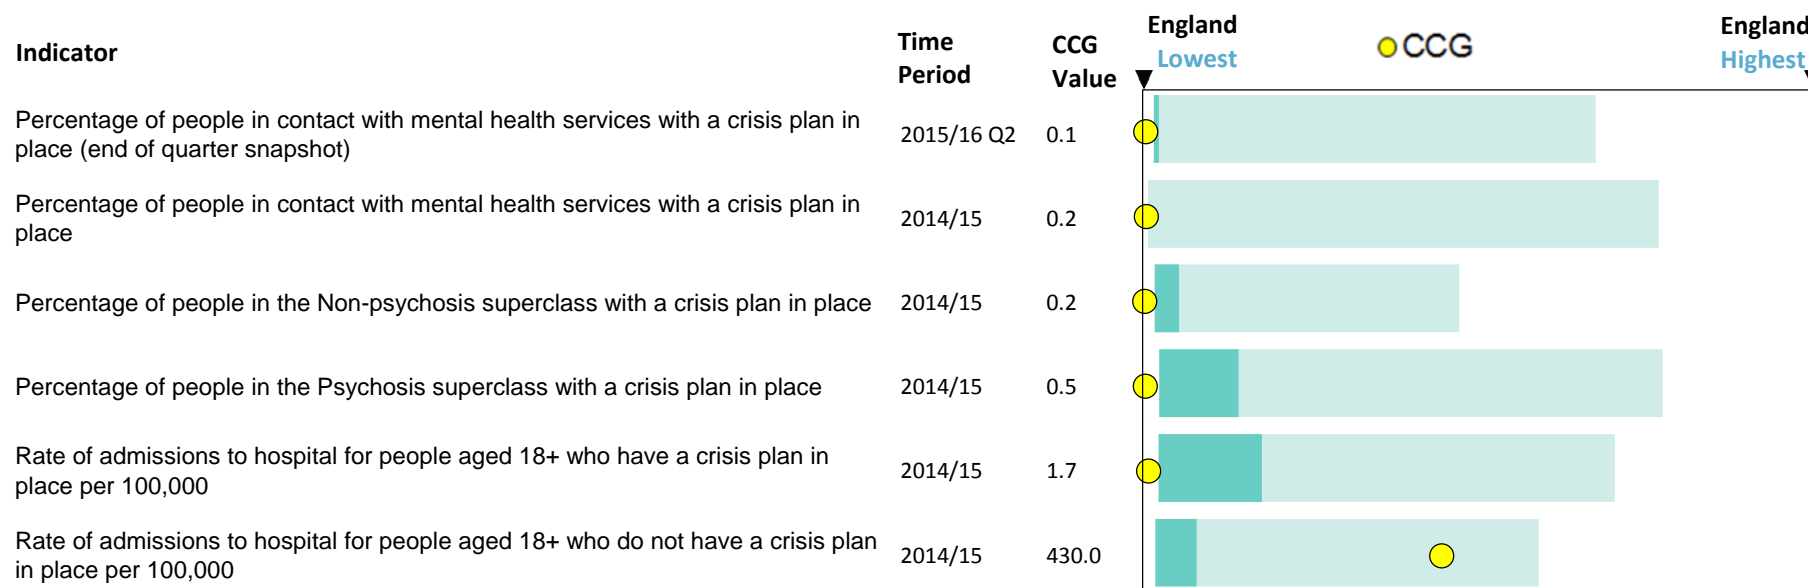 Indicator
Time Period
CCG Value
England Lowest
CCG
England Highest
Percentage of people in contact with mental health services with a crisis plan in
place (end of quarter snapshot)
2015/16 Q2
0.1
Percentage of people in contact with mental health services with a crisis plan in
place
2014/15
0.2
Percentage of people in the Non-psychosis superclass with a crisis plan in place
2014/15
0.2
Percentage of people in the Psychosis superclass with a crisis plan in place
2014/15
0.5
Rate of admissions to hospital for people aged 18+ who have a crisis plan in
place per 100,000
2014/15
1.7
Rate of admissions to hospital for people aged 18+ who do not have a crisis plan
in place per 100,000
2014/15
430.0